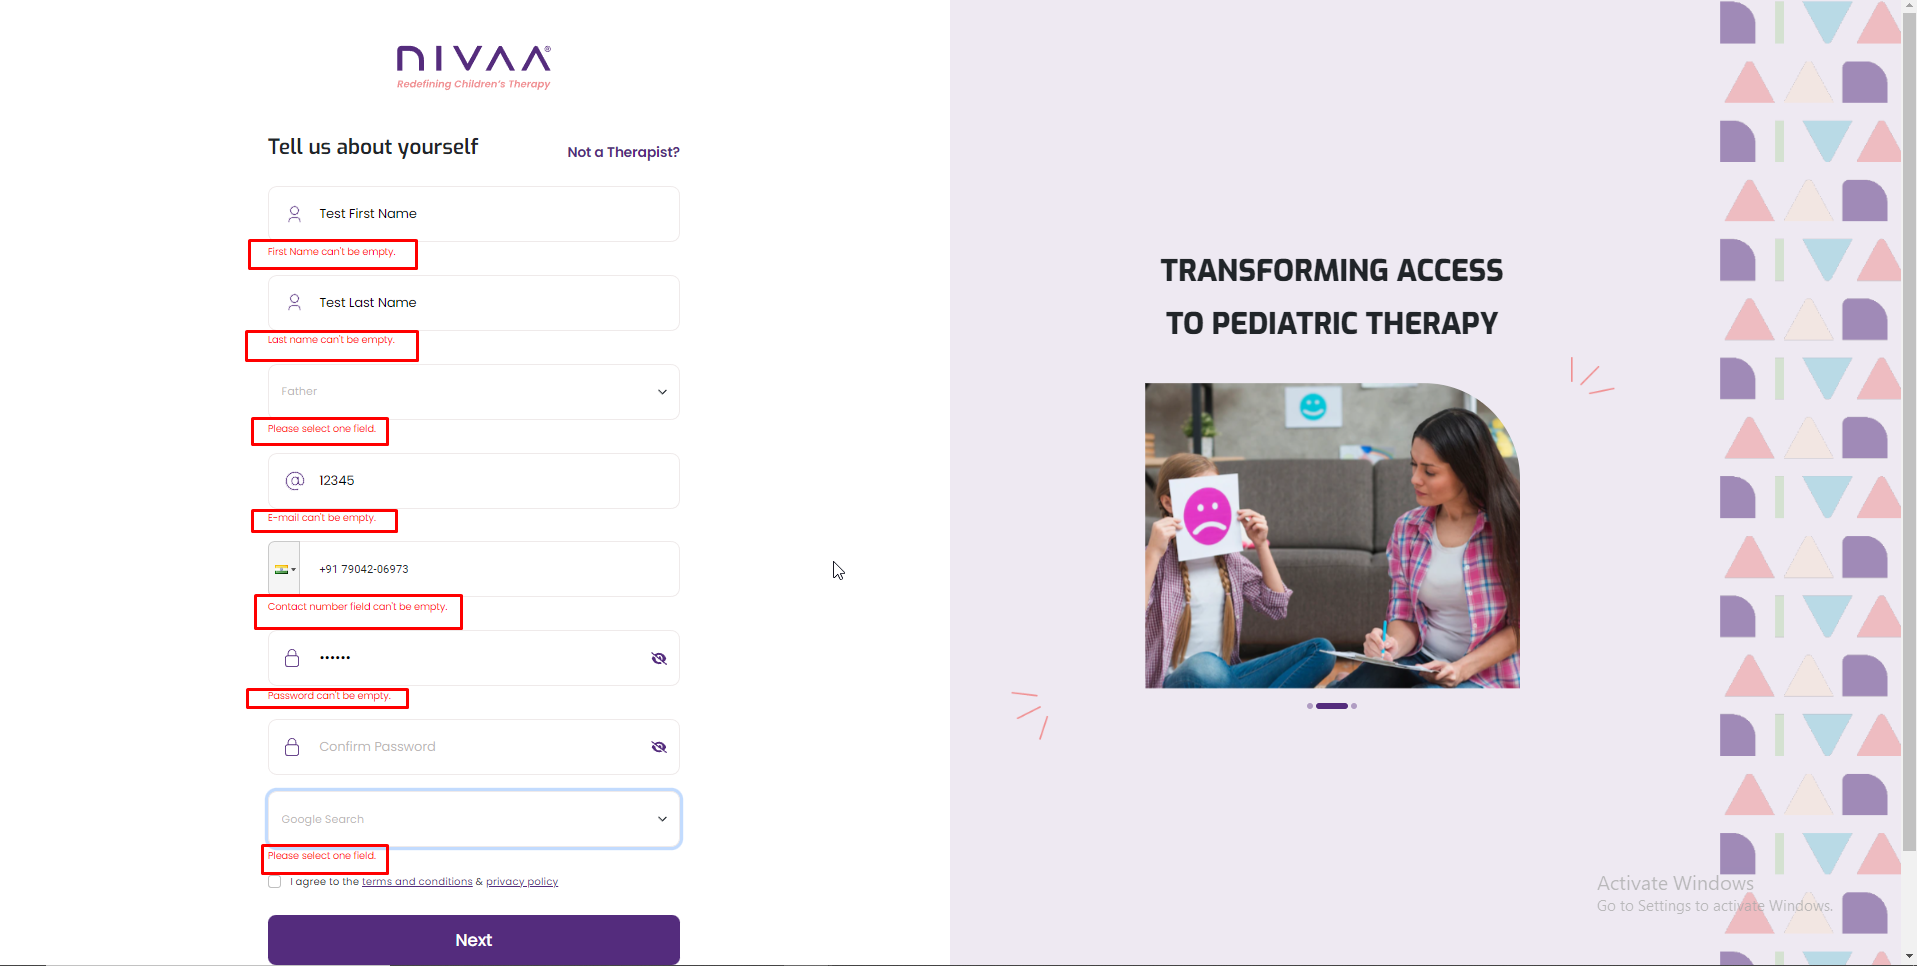 NIVAA®
Redefining Children's Therapy
Tell us about yourself
Not a Therapist?
Test First Name
First Name can't be empty.
Test Last Name
Last name can't be empty.
Father
Please select one field.
@ 12345
E-mail can't be empty.
+91 79042-06973
Contact number field can't be empty.
••••••
Password can't be empty.
Confirm Password
Google Search
Please select one field.
I agree to the terms and conditions & privacy policy
Next
TRANSFORMING ACCESS
TO PEDIATRIC THERAPY
Activate Windows
Go to Settings to activate Windows.